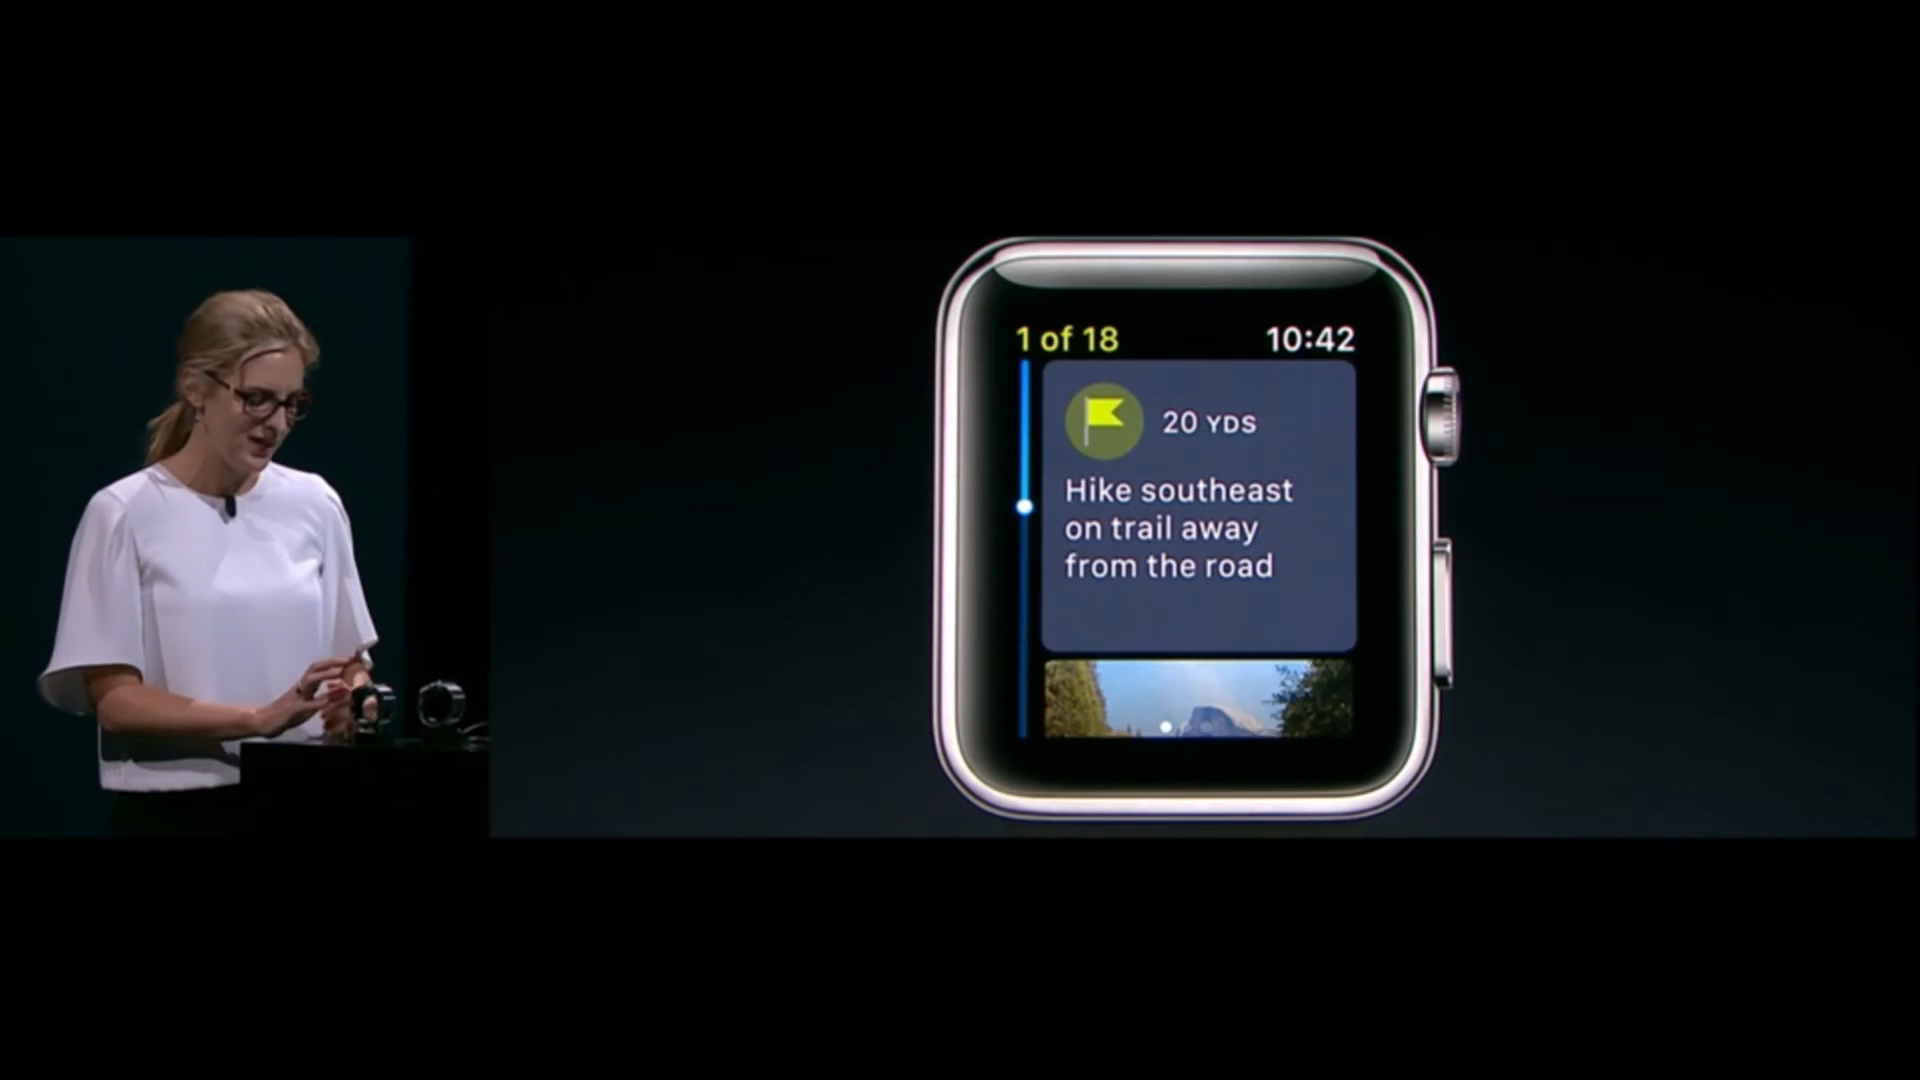 1 of 18
10:42
20 YDS
Hike southeast
on trail away
from the road